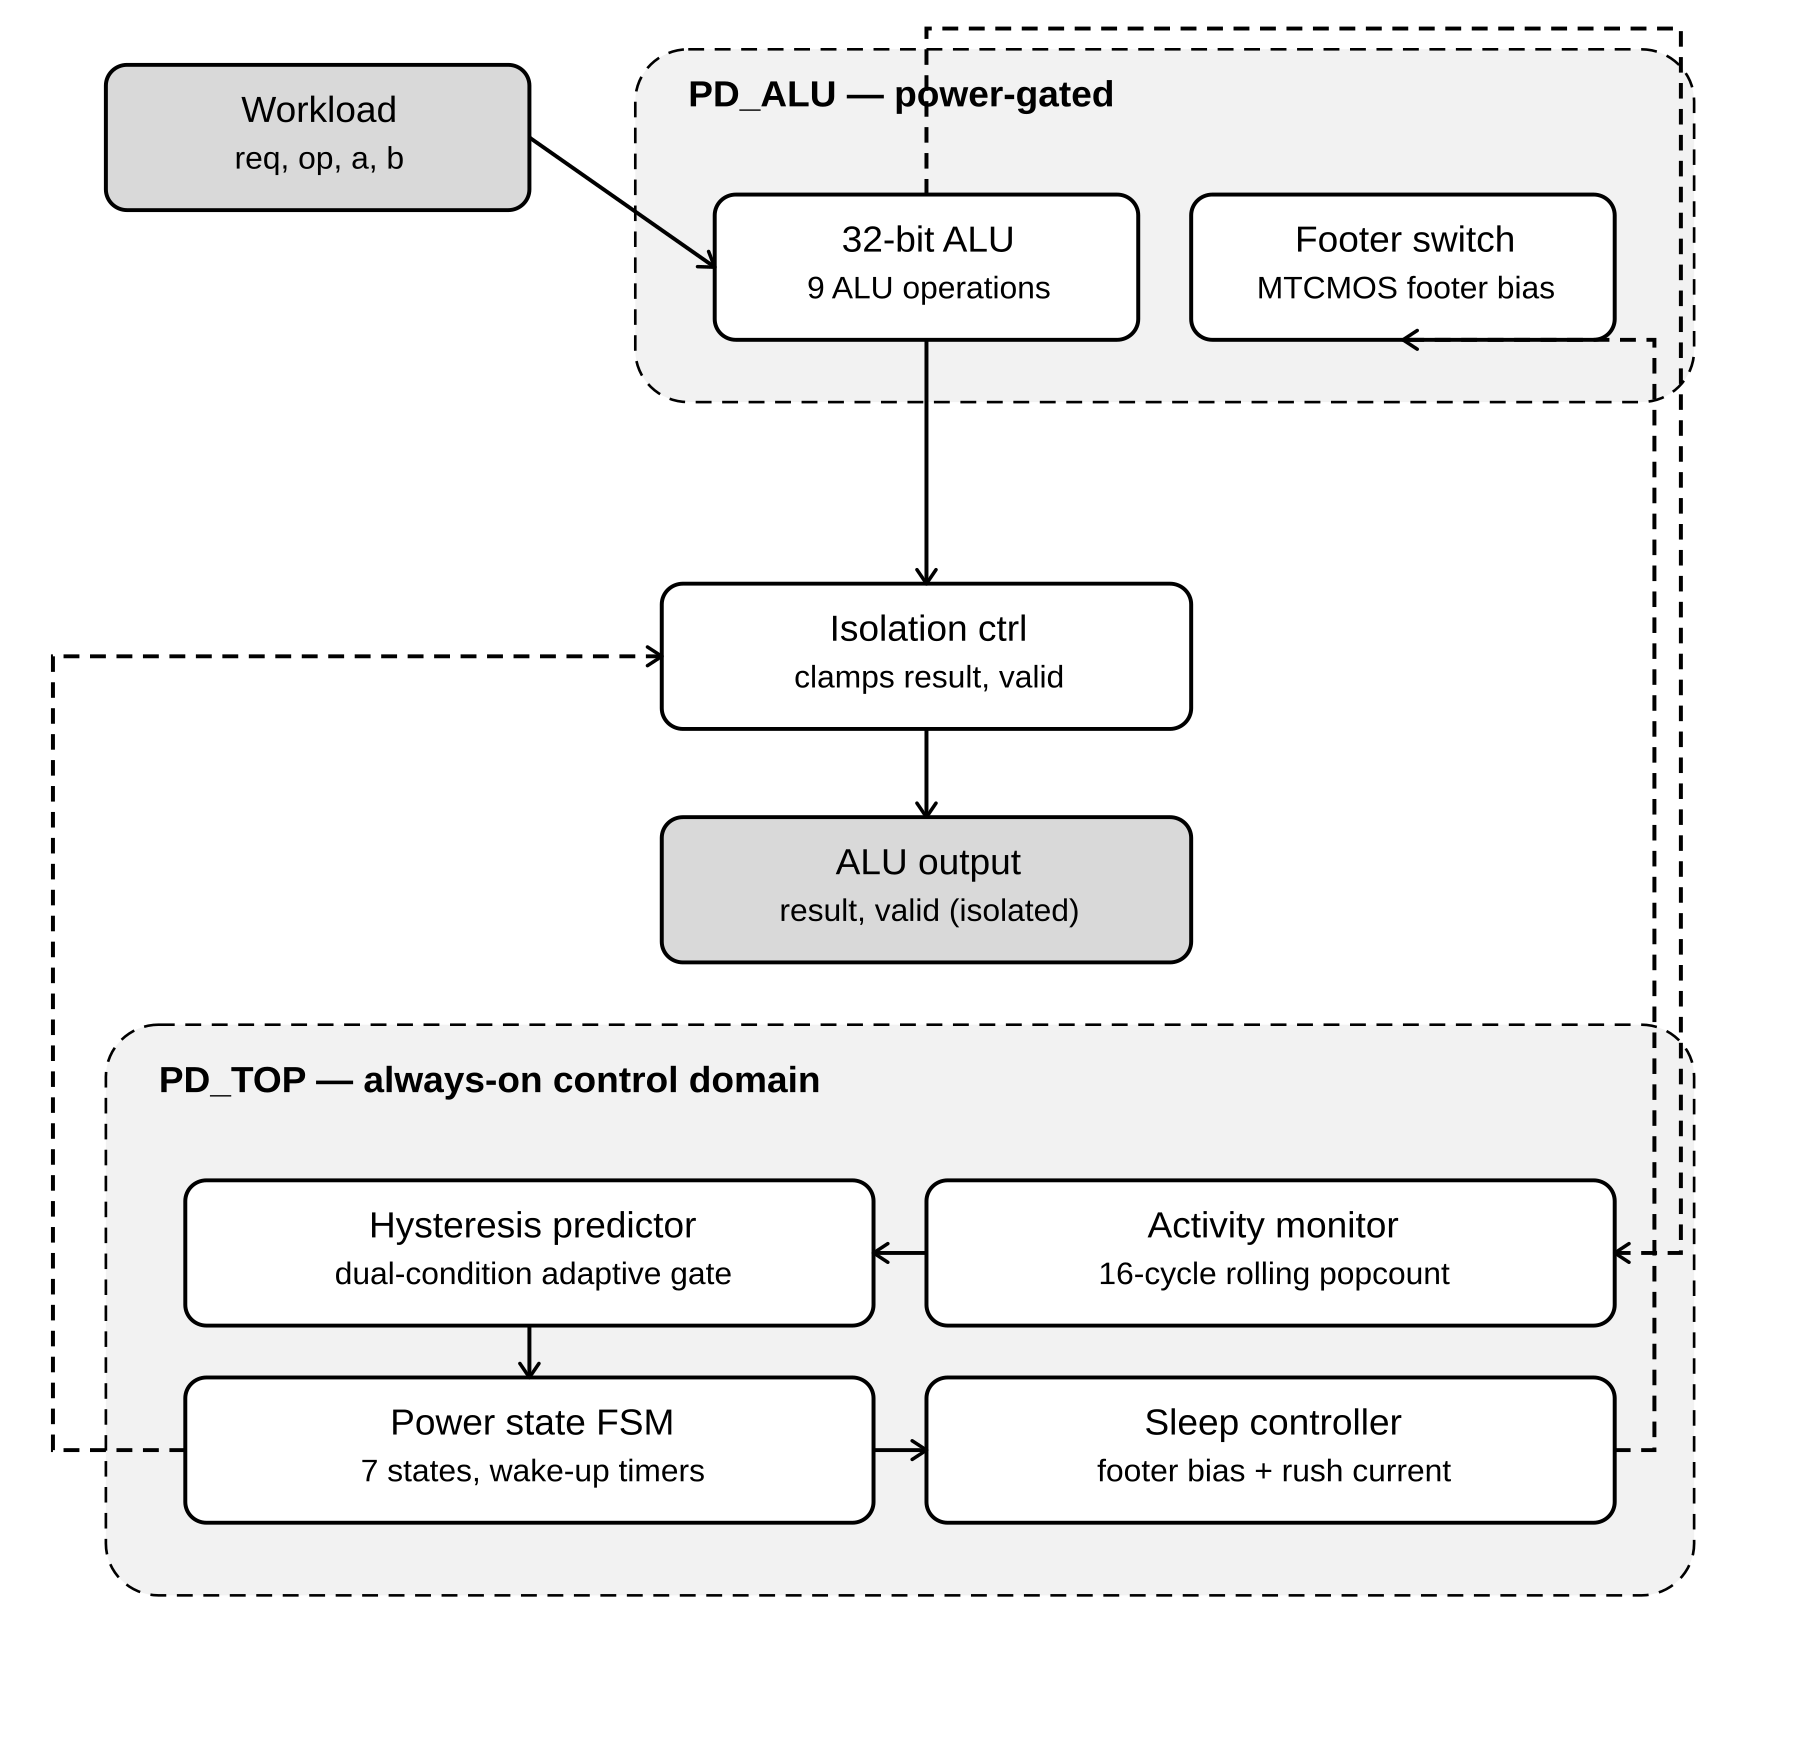 Workload
req, op, a, b
PD_ALU — power-gated
32-bit ALU
9 ALU operations
Footer switch
MTCMOS footer bias
Isolation ctrl
clamps result, valid
ALU output
result, valid (isolated)
PD_TOP — always-on control domain
Hysteresis predictor
dual-condition adaptive gate
Activity monitor
16-cycle rolling popcount
Power state FSM
7 states, wake-up timers
Sleep controller
footer bias + rush current